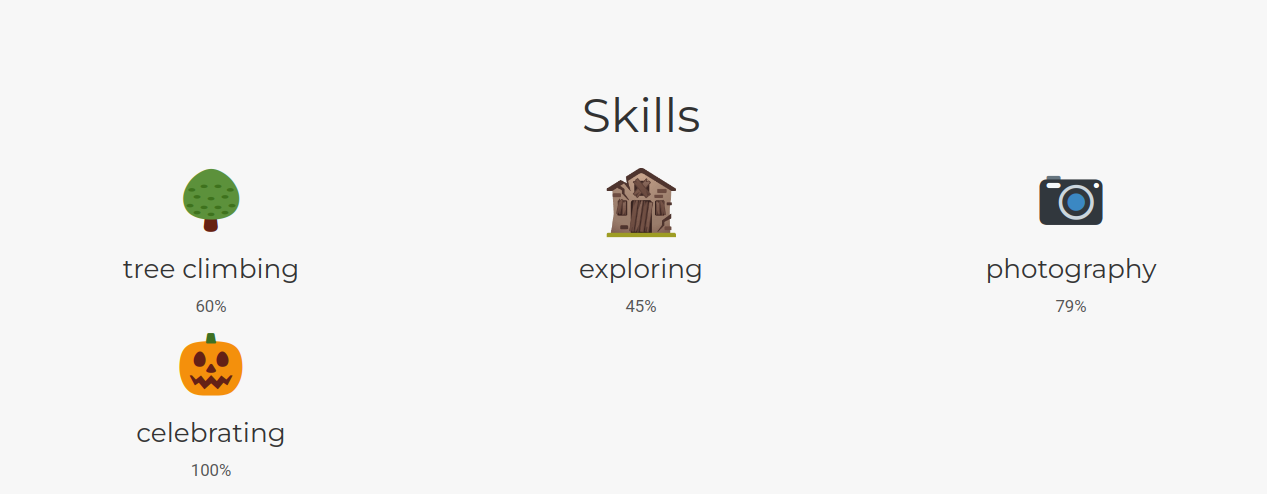 Skills
tree climbing
60%
exploring
45%
photography
79%
celebrating
100%